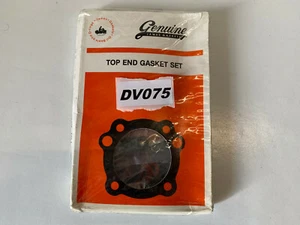 Genuine
TOP END GASKET SET
DV075